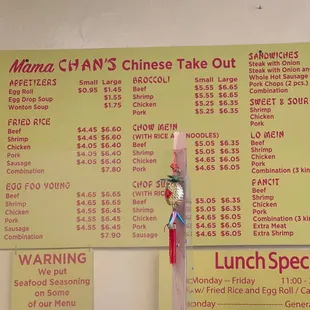 Mama CHAN'S Chinese Take Out
APPETIZERS Small Large
Egg Roll $0.95 $1.45
Egg Drop Soup $1.55
Wonton Soup $1.75
FRIED RICE
Beef $4.45 $6.60
Shrimp $4.45 $6.60
Chicken $4.05 $6.40
Pork $4.05 $6.40
Sausage $4.05 $6.40
Combination $7.80
EGG FOO YOUNG
Beef $4.65 $6.65
Shrimp $4.65 $6.65
Chicken $4.45 $6.55
Pork $4.45 $6.55
Sausage $4.45 $6.55
Combination $7.90
BROCCOLI Small Large
Beef $5.55 $6.65
Shrimp $5.55 $6.65
Chicken $5.25 $6.35
Pork $5.25 $6.35
CHOW MEIN
(WITH RICE NOODLES)
Beef $5.05 $6.35
Shrimp $5.05 $6.35
Chicken $4.65 $6.05
Pork $4.65 $6.05
CHOP
(WITH RICE)
Beef $5.05 $6.35
Shrimp $5.05 $6.35
Chicken $4.65 $6.05
Pork $4.65 $6.05
Sausage $4.65 $6.05
Combination
SANDWICHES
Steak with Onion
Steak with Onion and
Whole Hot Sausage
Pork Chops (2 pcs.)
Combination
SWEET & SOUR
Shrimp
Chicken
Pork
LO MEIN
Beef
Shrimp
Chicken
Pork
Combination (3 kin
FANCIT
Beef
Shrimp
Chicken
Pork
Combination (3 kin
Extra Meat
Extra Shrimp
WARNING
We put
Seafood Seasoning
on Some
of our Menu
Lunch Spec
Monday -- Friday 11:00 -
w/ Fried Rice and Egg Roll / Ca
Monday Genera